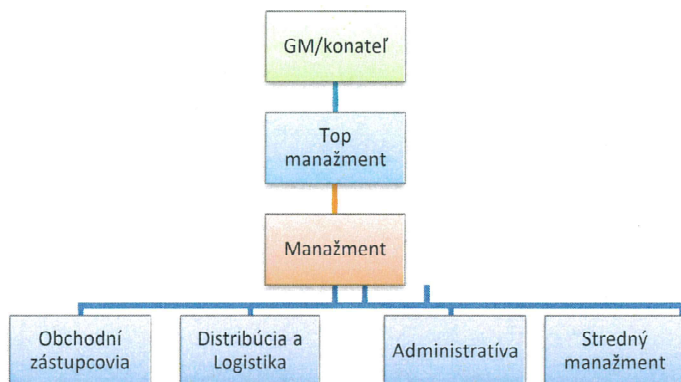 GM/konateľ
Top
manažment
Manažment
Obchodní
zástupcovia
Distribúcia a
Logistika
Administratíva
Stredný
manažment